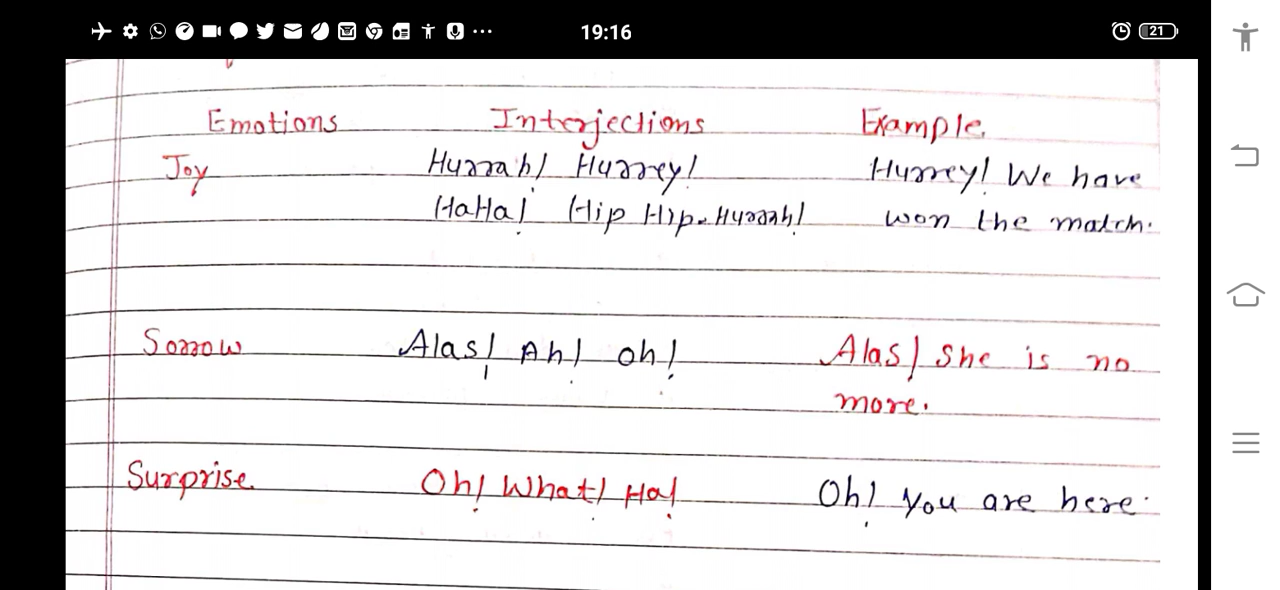 19:16
21
Emotions Interjections Example
Joy Hurrah! Hurrey! Hurrey! We have
HaHa! Hip Hip-Hurrah! won the match.
Sorrow Alas! Ah! oh! Alas! She is no
more.
Surprise Oh! What! Ha! Oh! You are here.